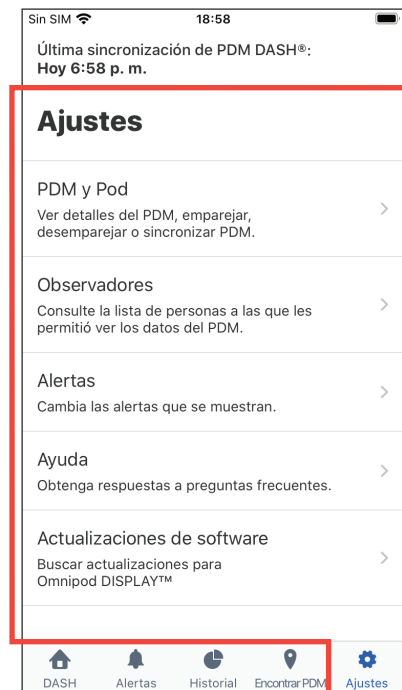 Sin SIM 18:58
Última sincronización de PDM DASH®:
Hoy 6:58 p. m.
Ajustes
PDM y Pod
Ver detalles del PDM, emparejar,
desemparejar o sincronizar PDM.
Observadores
Consulte la lista de personas a las que les
permitió ver los datos del PDM.
Alertas
Cambia las alertas que se muestran.
Ayuda
Obtenga respuestas a preguntas frecuentes.
Actualizaciones de software
Buscar actualizaciones para
Omnipod DISPLAY™
DASH Alertas Historial Encontrar PDM Ajustes